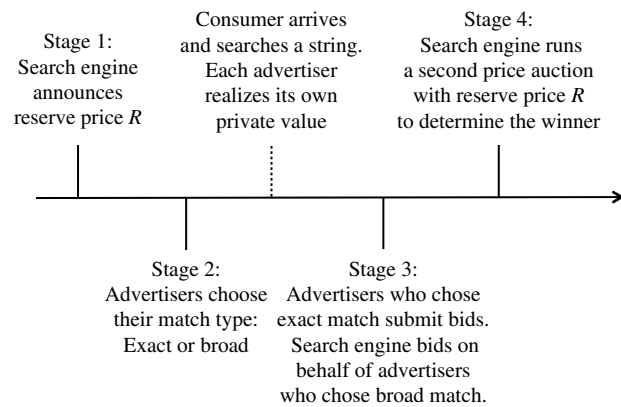 Stage 1:
Search engine
announces
reserve price R
Consumer arrives
and searches a string.
Each advertiser
realizes its own
private value
Stage 4:
Search engine runs
a second price auction
with reserve price R
to determine the winner
Stage 2:
Advertisers choose
their match type:
Exact or broad
Stage 3:
Advertisers who chose
exact match submit bids.
Search engine bids on
behalf of advertisers
who chose broad match.